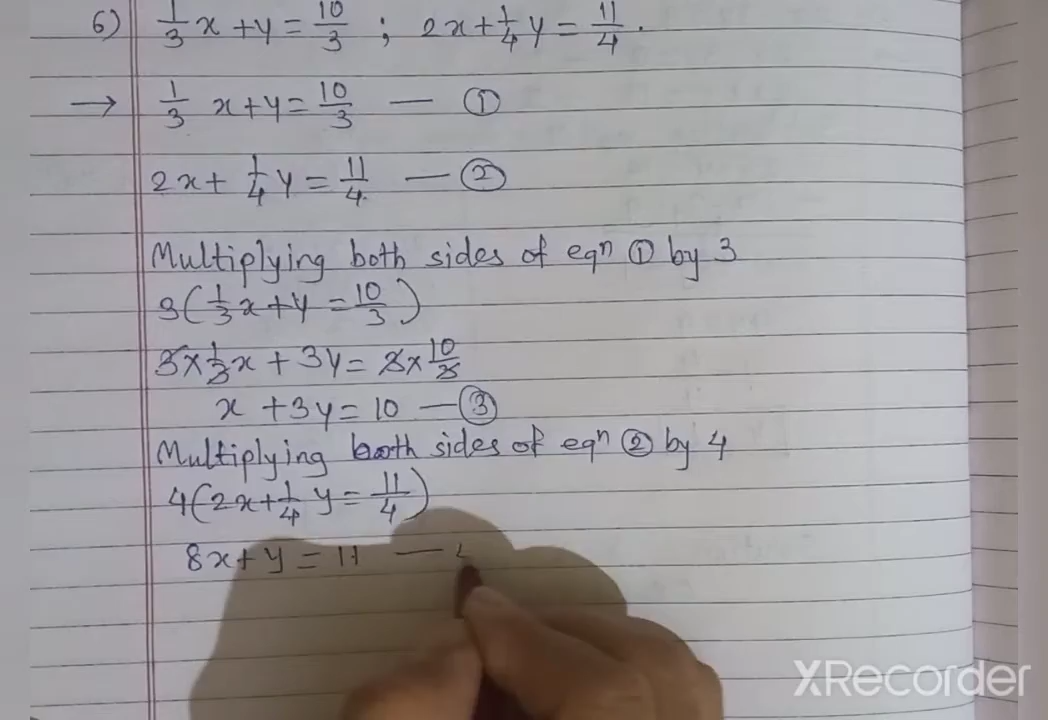 6) 1/3 x + y = 10/3 ; 2x + 1/4 y = 11/4 .
→ 1/3 x + y = 10/3 — ①
2x + 1/4 y = 11/4 — ②
Multiplying both sides of eqn ① by 3
3(1/3 x + y = 10/3)
3 × 1/3 x + 3y = 3 × 10/3
x + 3y = 10 — ③
Multiplying both sides of eqn ② by 4
4(2x + 1/4 y = 11/4)
8x + y = 11 —
XRecorder